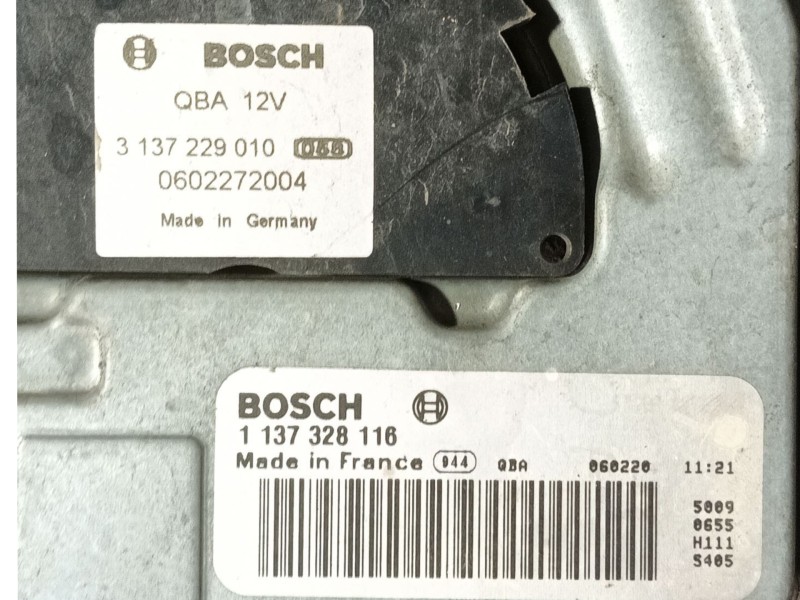 BOSCH
QBA 12V
3 137 229 010 058
0602272004
Made in Germany
BOSCH
1 137 328 116
Made in France 944 QBA 060220 11:21
5009
0655
H111
S405